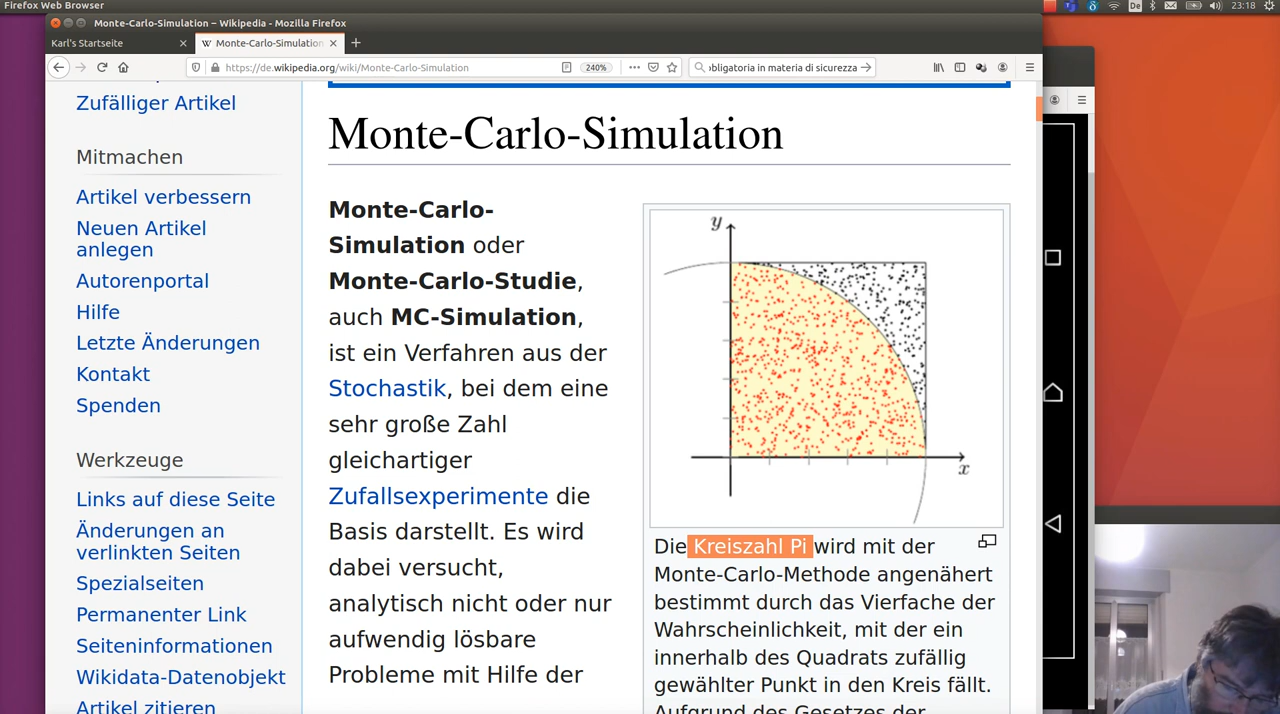 Firefox Web Browser
De
23:18
Monte-Carlo-Simulation – Wikipedia - Mozilla Firefox
Karl's Startseite
Monte-Carlo-Simulation
https://de.wikipedia.org/wiki/Monte-Carlo-Simulation
240%
obligatoria in materia di sicurezza
Zufälliger Artikel
Mitmachen
Artikel verbessern
Neuen Artikel
anlegen
Autorenportal
Hilfe
Letzte Änderungen
Kontakt
Spenden
Werkzeuge
Links auf diese Seite
Änderungen an
verlinkten Seiten
Spezialseiten
Permanenter Link
Seiteninformationen
Wikidata-Datenobjekt
Artikel zitieren
Monte-Carlo-Simulation
Monte-Carlo-
Simulation oder
Monte-Carlo-Studie,
auch MC-Simulation,
ist ein Verfahren aus der
Stochastik, bei dem eine
sehr große Zahl
gleichartiger
Zufallsexperimente die
Basis darstellt. Es wird
dabei versucht,
analytisch nicht oder nur
aufwendig lösbare
Probleme mit Hilfe der
y
x
Die Kreiszahl Pi wird mit der
Monte-Carlo-Methode angenähert
bestimmt durch das Vierfache der
Wahrscheinlichkeit, mit der ein
innerhalb des Quadrats zufällig
gewählter Punkt in den Kreis fällt.
Aufgrund des Gesetzes der